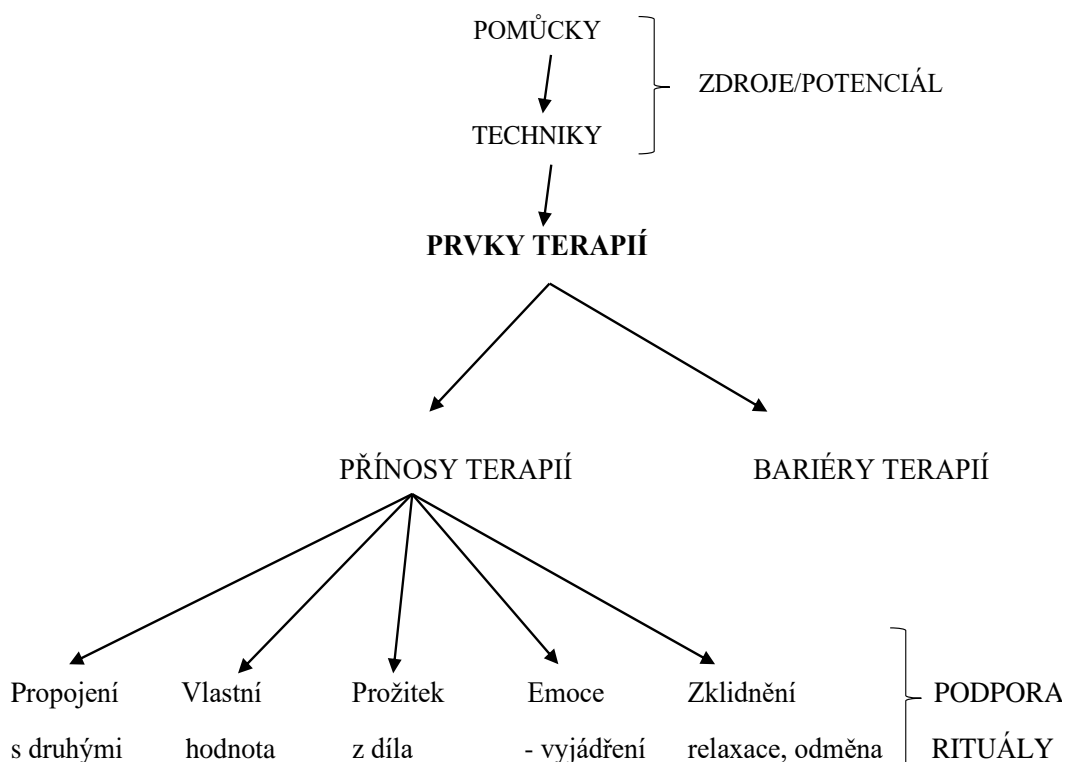 POMŮCKY
ZDROJE/POTENCIÁL
TECHNIKY
PRVKY TERAPIÍ
PŘÍNOSY TERAPIÍ BARIÉRY TERAPIÍ
Propojení Vlastní Prožitek Emoce Zklidnění PODPORA
s druhými hodnota z díla - vyjádření relaxace, odměna RITUÁLY